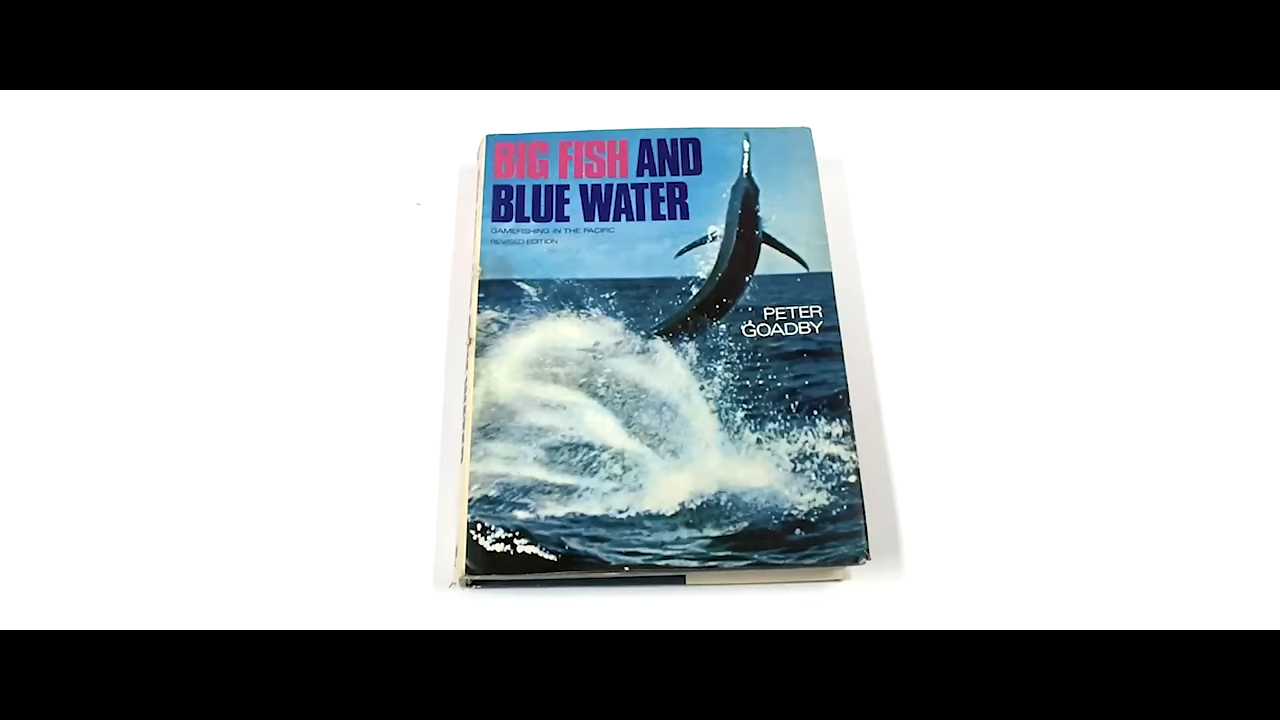 BIG FISH AND
BLUE WATER
GAMEFISHING IN THE PACIFIC
REVISED EDITION
PETER
GOADBY